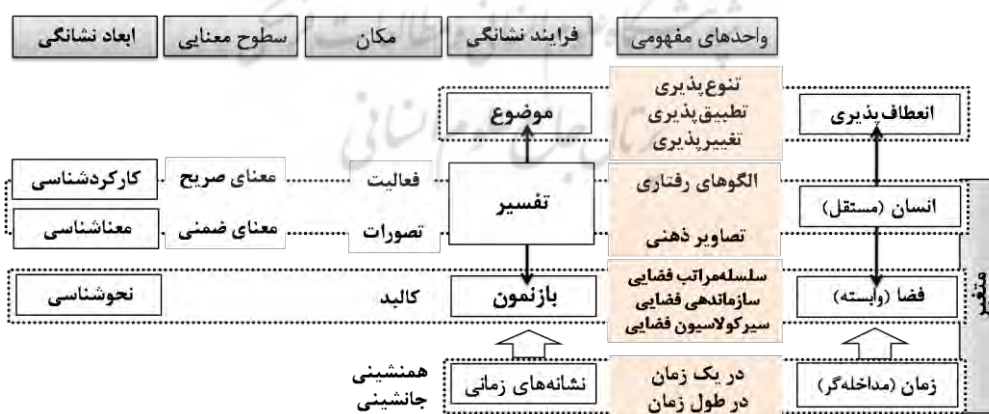 واحدهای مفهومی
فرایند نشانگی
مکان
سطوح معنایی
ابعاد نشانگی
انعطاف‌پذیری
تنوع‌پذیری
تطبیق‌پذیری
تغییرپذیری
موضوع
متغیر
انسان (مستقل)
الگوهای رفتاری
تصاویر ذهنی
تفسیر
فعالیت
معنای صریح
کارکردشناسی
تصورات
معنای ضمنی
معناشناسی
فضا (وابسته)
سلسله‌مراتب فضایی
سازماندهی فضایی
سیرکولاسیون فضایی
بازنمون
کالبد
نحوشناسی
زمان (مداخله‌گر)
در یک زمان
در طول زمان
نشانه‌های زمانی
همنشینی
جانشینی